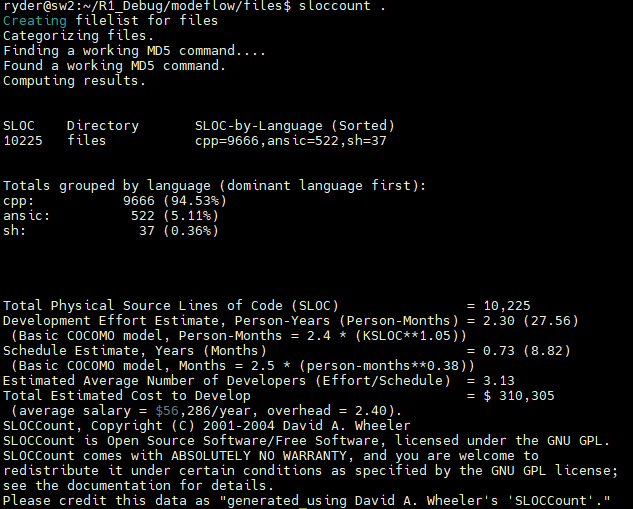 ryder@sw2:~/R1_Debug/modeflow/files$ sloccount .
Creating filelist for files
Categorizing files.
Finding a working MD5 command....
Found a working MD5 command.
Computing results.
SLOC    Directory       SLOC-by-Language (Sorted)
10225   files           cpp=9666,ansic=522,sh=37
Totals grouped by language (dominant language first):
cpp:           9666 (94.53%)
ansic:          522 (5.11%)
sh:              37 (0.36%)
Total Physical Source Lines of Code (SLOC)                = 10,225
Development Effort Estimate, Person-Years (Person-Months) = 2.30 (27.56)
 (Basic COCOMO model, Person-Months = 2.4 * (KSLOC**1.05))
Schedule Estimate, Years (Months)                         = 0.73 (8.82)
 (Basic COCOMO model, Months = 2.5 * (person-months**0.38))
Estimated Average Number of Developers (Effort/Schedule)  = 3.13
Total Estimated Cost to Develop                           = $ 310,305
 (average salary = $56,286/year, overhead = 2.40).
SLOCCount, Copyright (C) 2001-2004 David A. Wheeler
SLOCCount is Open Source Software/Free Software, licensed under the GNU GPL.
SLOCCount comes with ABSOLUTELY NO WARRANTY, and you are welcome to
redistribute it under certain conditions as specified by the GNU GPL license;
see the documentation for details.
Please credit this data as "generated using David A. Wheeler's 'SLOCCount'."